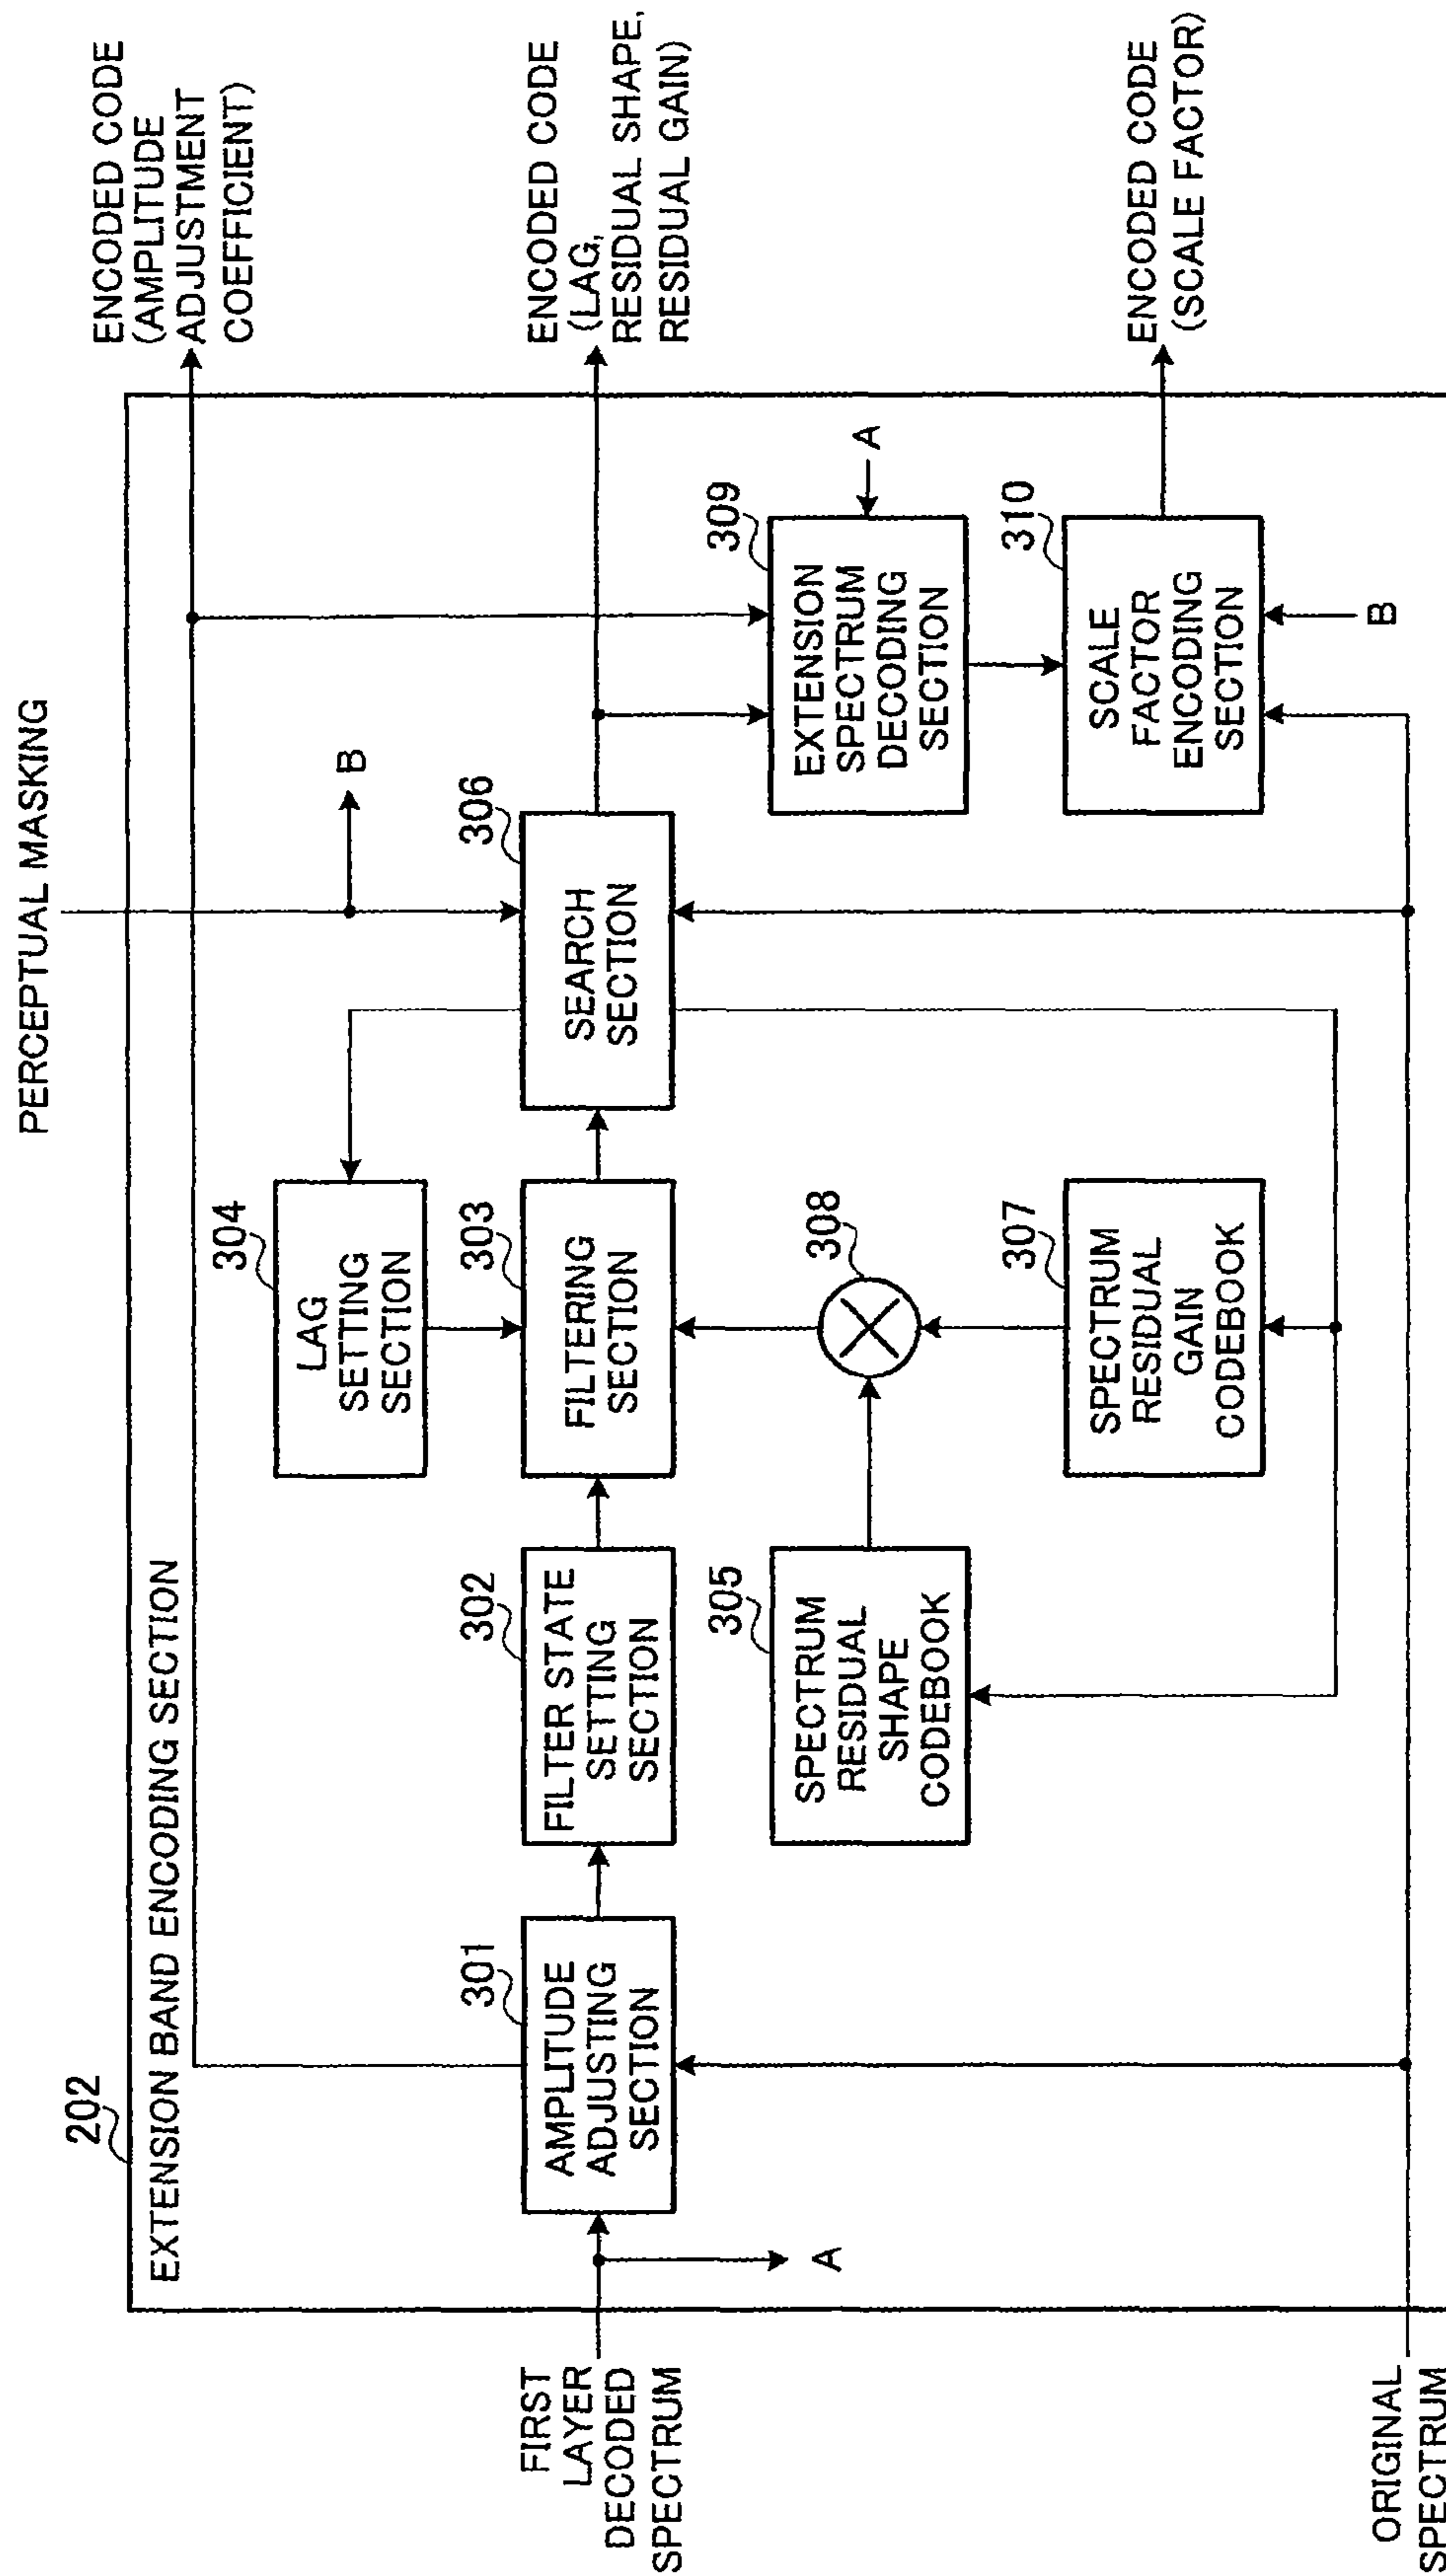 PERCEPTUAL MASKING
202
EXTENSION BAND ENCODING SECTION
ENCODED CODE
(AMPLITUDE
ADJUSTMENT
COEFFICIENT)
304
LAG
SETTING
SECTION
B
FIRST
LAYER
DECODED
SPECTRUM
A
301
AMPLITUDE
ADJUSTING
SECTION
302
FILTER STATE
SETTING
SECTION
303
FILTERING
SECTION
306
SEARCH
SECTION
ENCODED CODE
(LAG,
RESIDUAL SHAPE,
RESIDUAL GAIN)
305
SPECTRUM
RESIDUAL
SHAPE
CODEBOOK
308
309
EXTENSION
SPECTRUM
DECODING
SECTION
A
307
SPECTRUM
RESIDUAL
GAIN
CODEBOOK
310
SCALE
FACTOR
ENCODING
SECTION
B
ENCODED CODE
(SCALE FACTOR)
ORIGINAL
SPECTRUM